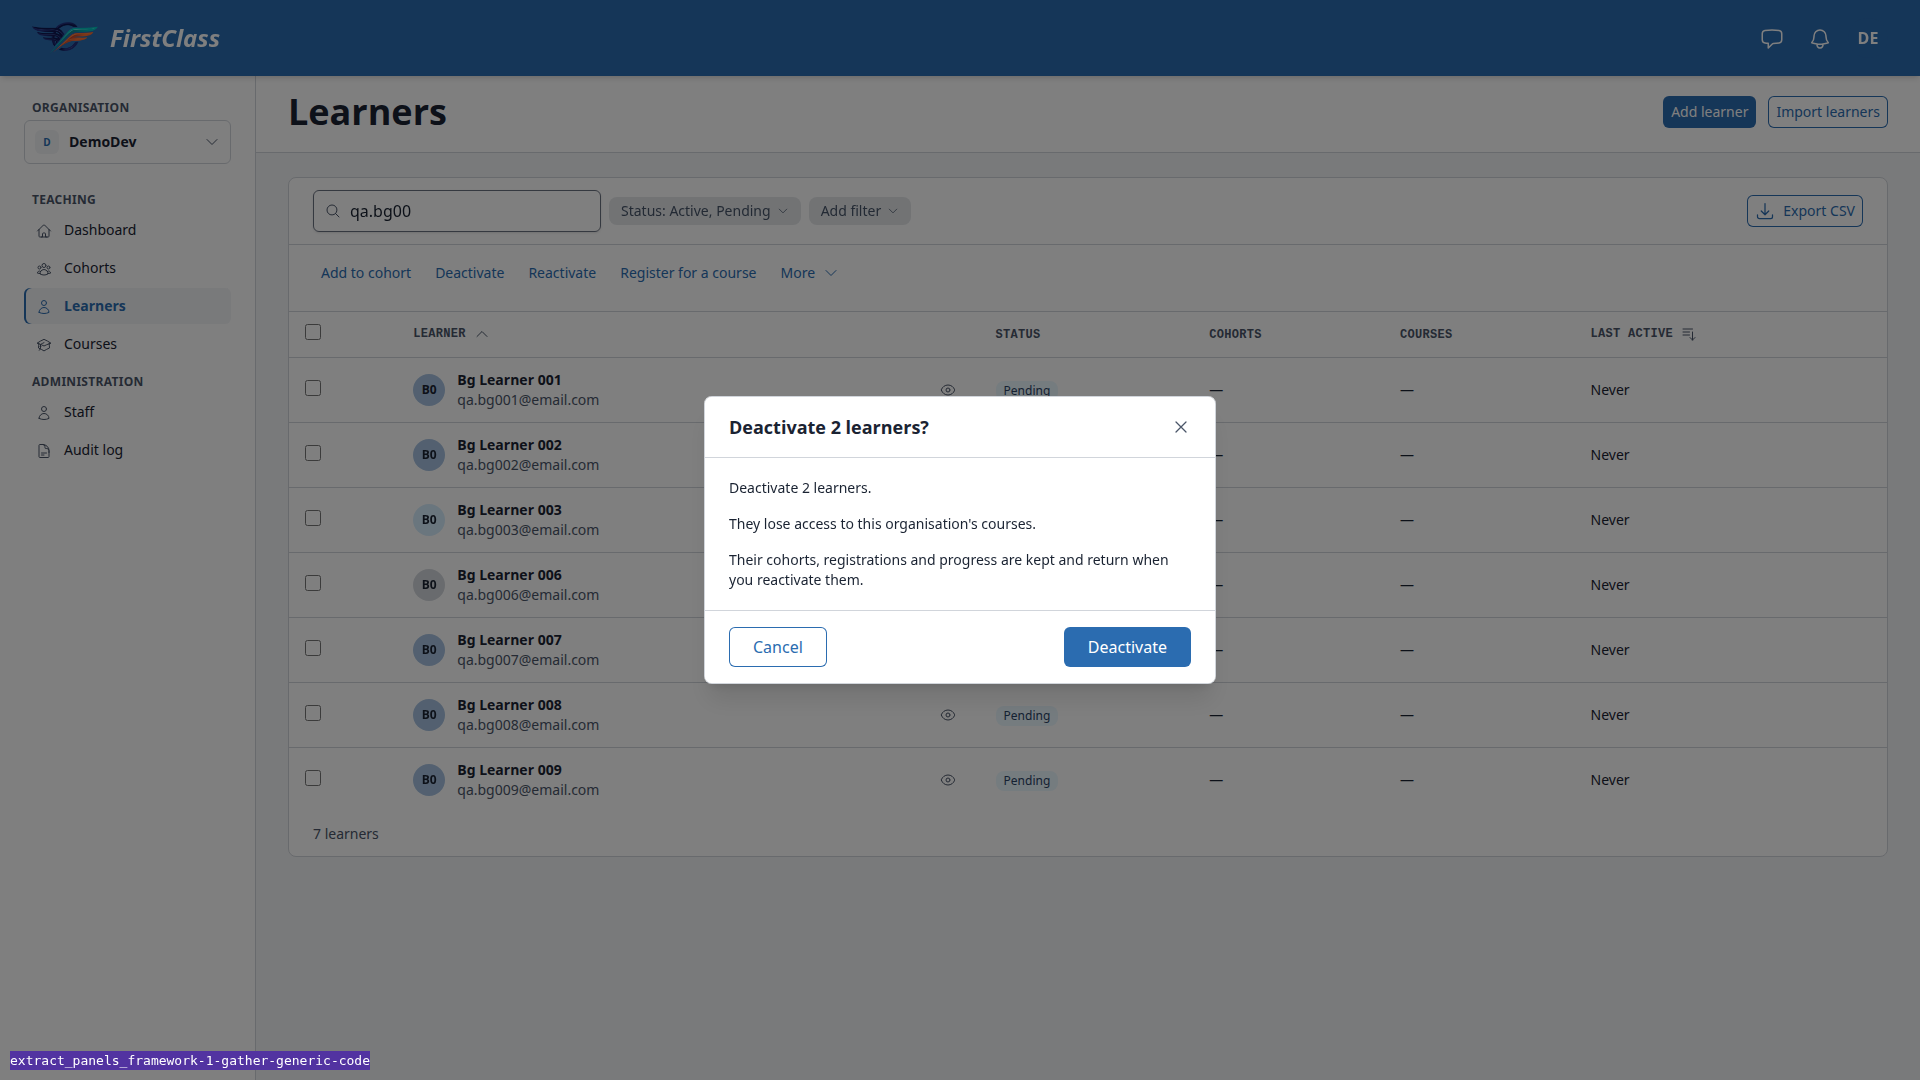 FirstClass
DE
ORGANISATION
D DemoDev
TEACHING
Dashboard
Cohorts
Learners
Courses
ADMINISTRATION
Staff
Audit log
Learners
Add learner
Import learners
qa.bg00
Status: Active, Pending
Add filter
Export CSV
Add to cohort Deactivate Reactivate Register for a course More
LEARNER STATUS COHORTS COURSES LAST ACTIVE
B0 Bg Learner 001
qa.bg001@email.com
Pending — — Never
B0 Bg Learner 002
qa.bg002@email.com
— — Never
B0 Bg Learner 003
qa.bg003@email.com
— — Never
B0 Bg Learner 006
qa.bg006@email.com
— — Never
B0 Bg Learner 007
qa.bg007@email.com
— — Never
B0 Bg Learner 008
qa.bg008@email.com
Pending — — Never
B0 Bg Learner 009
qa.bg009@email.com
Pending — — Never
7 learners
Deactivate 2 learners?
Deactivate 2 learners.
They lose access to this organisation's courses.
Their cohorts, registrations and progress are kept and return when
you reactivate them.
Cancel
Deactivate
extract_panels_framework-1-gather-generic-code